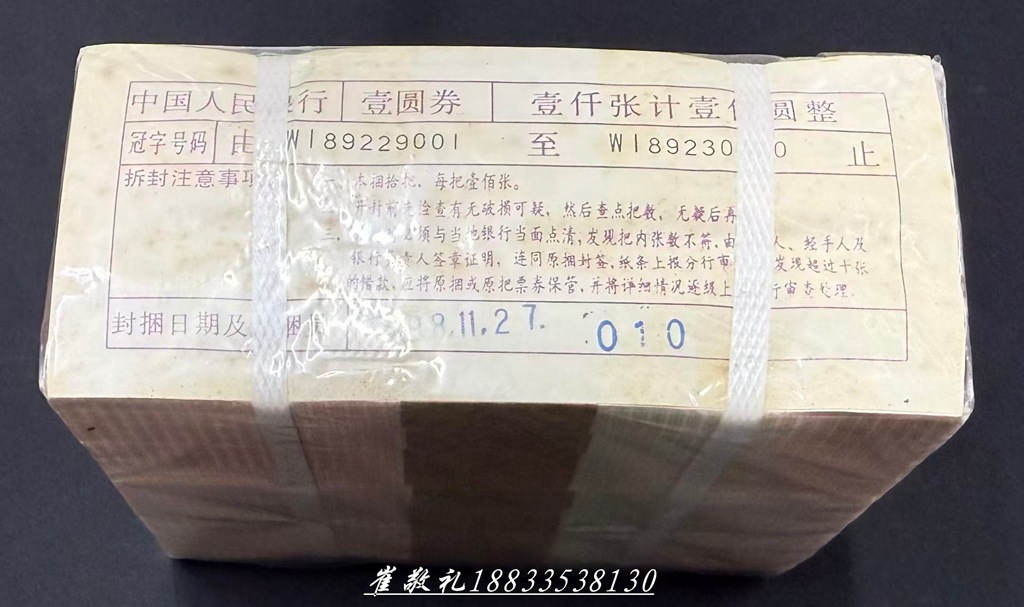 中国人民 行 壹圆券 壹仟张计壹 圆整
冠字号码 由 WI89229001 至 WI89230 0 止
拆封注意事项
一、本捆拾把，每把壹佰张。
二、开封前先检查有无破损可疑，然后查点把数，无疑后再
三、 须与当地银行当面点清，发现把内张数不符，由 人、经手人及
银行 责人签章证明，连同原捆封签、纸条上报分行审 发现超过十张
的错款，应将原捆或原把票券保管，并将详细情况逐级上 行审查处理。
封捆日期及 捆员 98.11.27. 010
崔敬礼18833538130